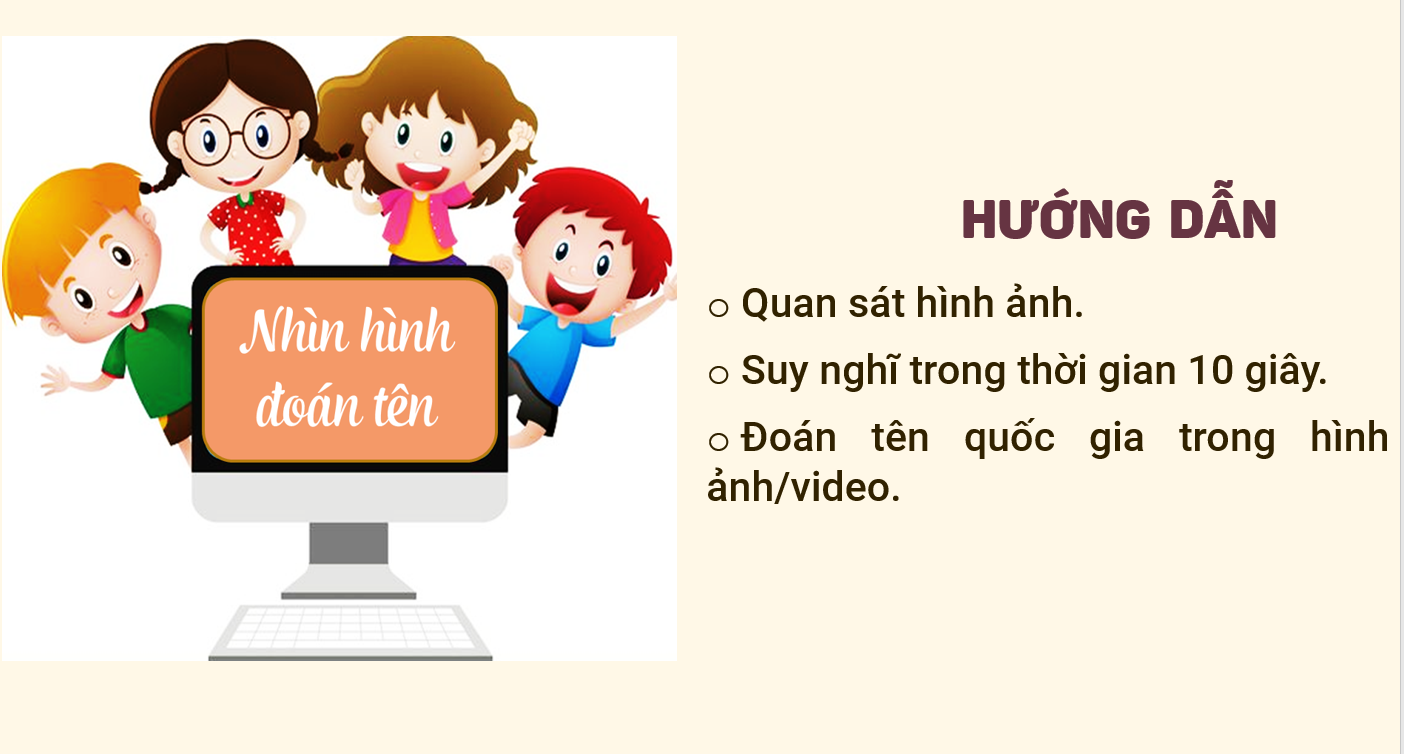 Nhìn hình
đoán tên
HƯỚNG DẪN
o Quan sát hình ảnh.
o Suy nghĩ trong thời gian 10 giây.
o Đoán tên quốc gia trong hình
ảnh/video.